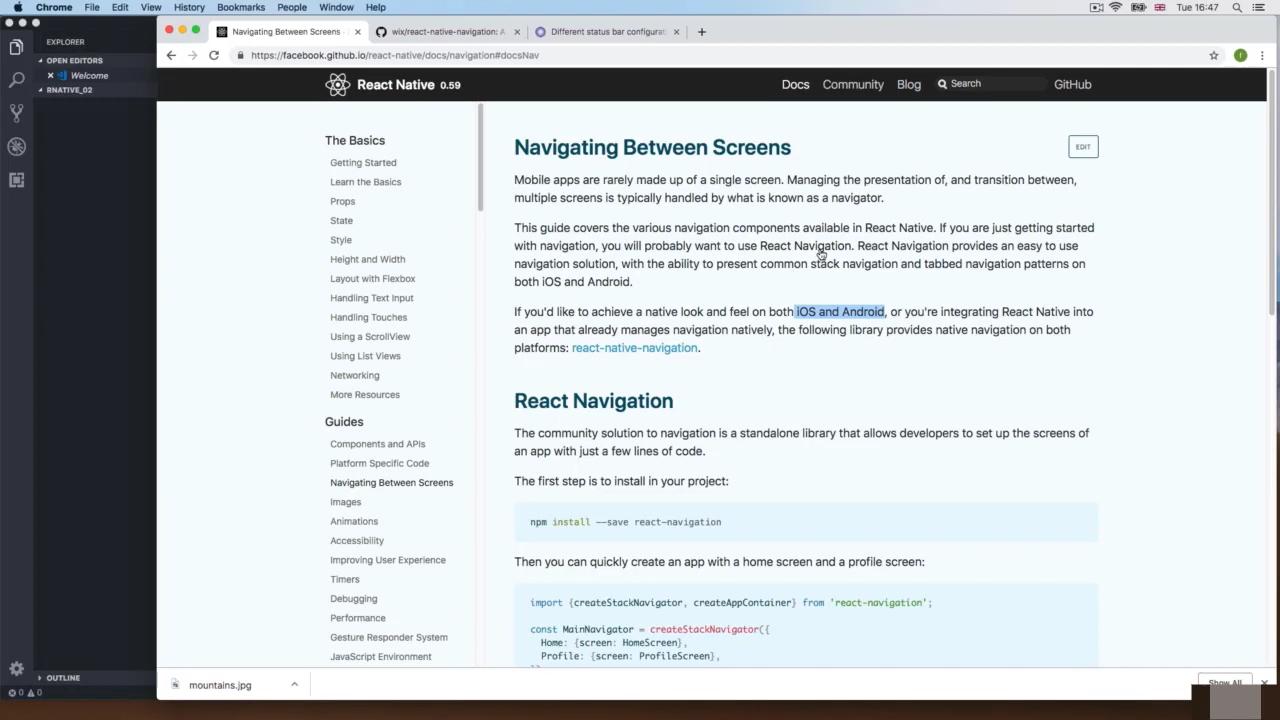 Chrome File Edit View History Bookmarks People Window Help Tue 16:47
EXPLORER
OPEN EDITORS
Welcome
RNATIVE_02
OUTLINE
0 0
Navigating Between Screens
wix/react-native-navigation: A
Different status bar configurat
https://facebook.github.io/react-native/docs/navigation#docsNav
React Native 0.59 Docs Community Blog Search GitHub
The Basics
Getting Started
Learn the Basics
Props
State
Style
Height and Width
Layout with Flexbox
Handling Text Input
Handling Touches
Using a ScrollView
Using List Views
Networking
More Resources
Guides
Components and APIs
Platform Specific Code
Navigating Between Screens
Images
Animations
Accessibility
Improving User Experience
Timers
Debugging
Performance
Gesture Responder System
JavaScript Environment
Navigating Between Screens
EDIT
Mobile apps are rarely made up of a single screen. Managing the presentation of, and transition between,
multiple screens is typically handled by what is known as a navigator.
This guide covers the various navigation components available in React Native. If you are just getting started
with navigation, you will probably want to use React Navigation. React Navigation provides an easy to use
navigation solution, with the ability to present common stack navigation and tabbed navigation patterns on
both iOS and Android.
If you'd like to achieve a native look and feel on both iOS and Android, or you're integrating React Native into
an app that already manages navigation natively, the following library provides native navigation on both
platforms: react-native-navigation.
React Navigation
The community solution to navigation is a standalone library that allows developers to set up the screens of
an app with just a few lines of code.
The first step is to install in your project:
npm install --save react-navigation
Then you can quickly create an app with a home screen and a profile screen:
import {createStackNavigator, createAppContainer} from 'react-navigation';
const MainNavigator = createStackNavigator({
Home: {screen: HomeScreen},
Profile: {screen: ProfileScreen},
mountains.jpg
Show All